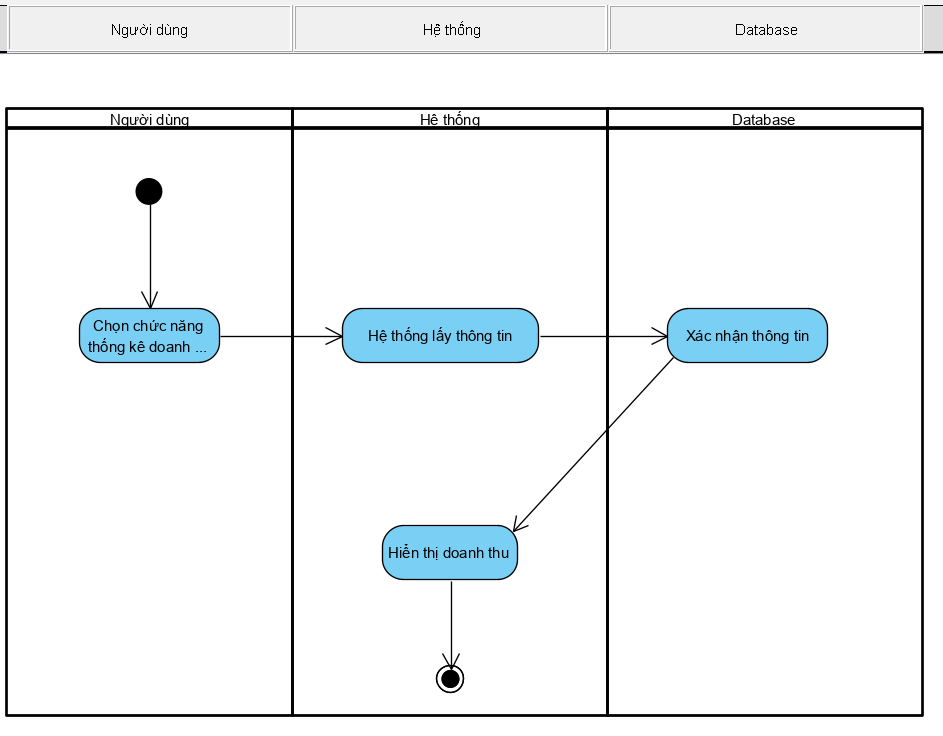 Người dùng
Hệ thống
Database
Người dùng
Hệ thống
Database
Chọn chức năng
thống kê doanh ...
Hệ thống lấy thông tin
Xác nhận thông tin
Hiển thị doanh thu